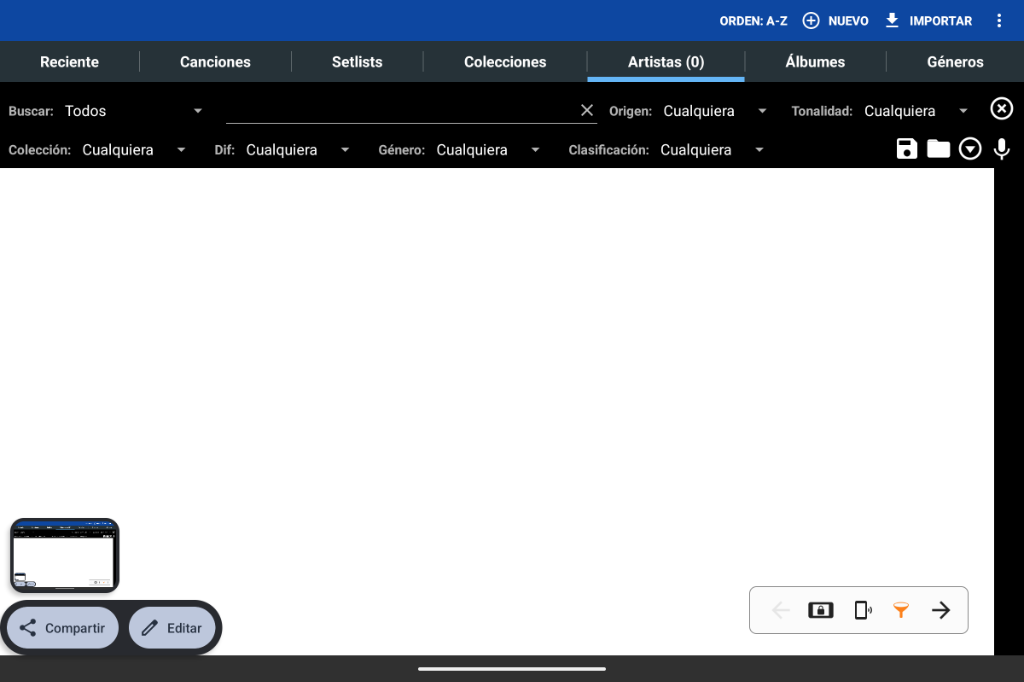 ORDEN: A-Z NUEVO IMPORTAR
Reciente Canciones Setlists Colecciones Artistas (0) Álbumes Géneros
Buscar: Todos Origen: Cualquiera Tonalidad: Cualquiera
Colección: Cualquiera Dif: Cualquiera Género: Cualquiera Clasificación: Cualquiera
Compartir Editar